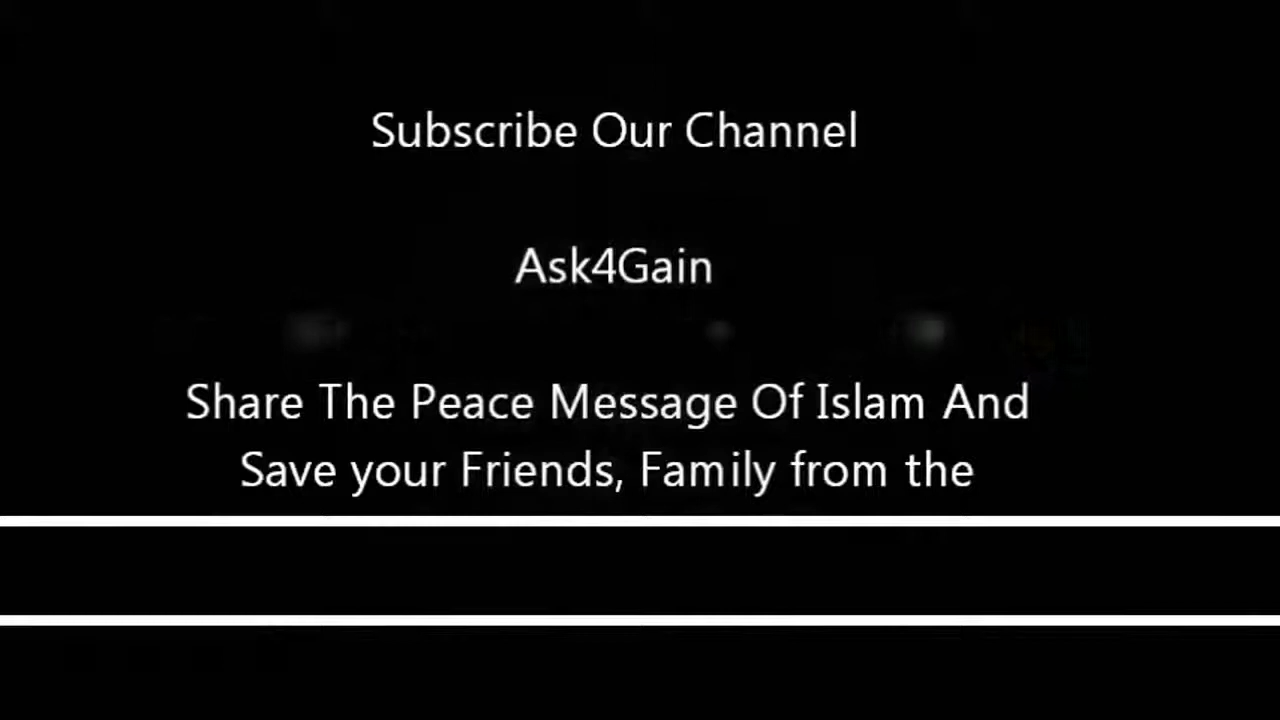 Subscribe Our Channel
Ask4Gain
Share The Peace Message Of Islam And
Save your Friends, Family from the